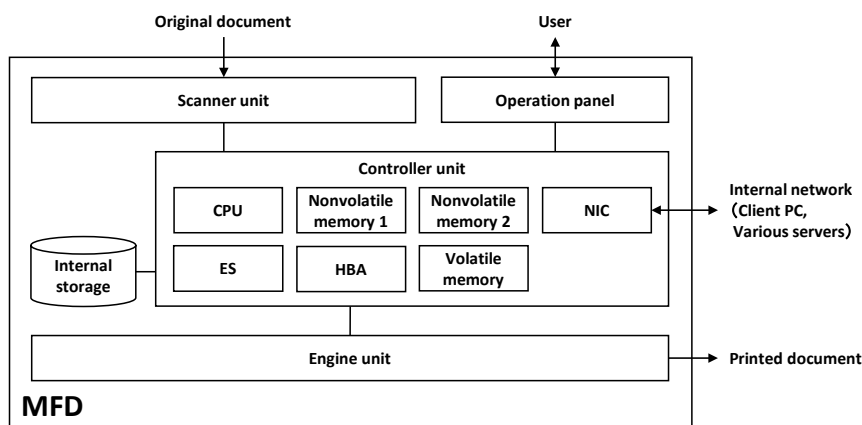 Original document
User
Scanner unit
Operation panel
Controller unit
CPU
Nonvolatile
memory 1
Nonvolatile
memory 2
NIC
Internal network
（Client PC,
Various servers）
Internal
storage
ES
HBA
Volatile
memory
Engine unit
Printed document
MFD